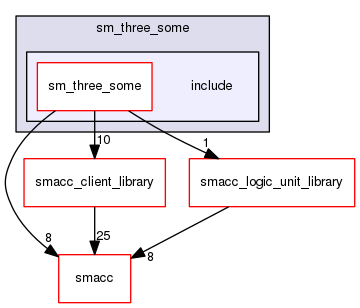 sm_three_some
sm_three_some
include
10
1
smacc_client_library
smacc_logic_unit_library
8
25
8
smacc